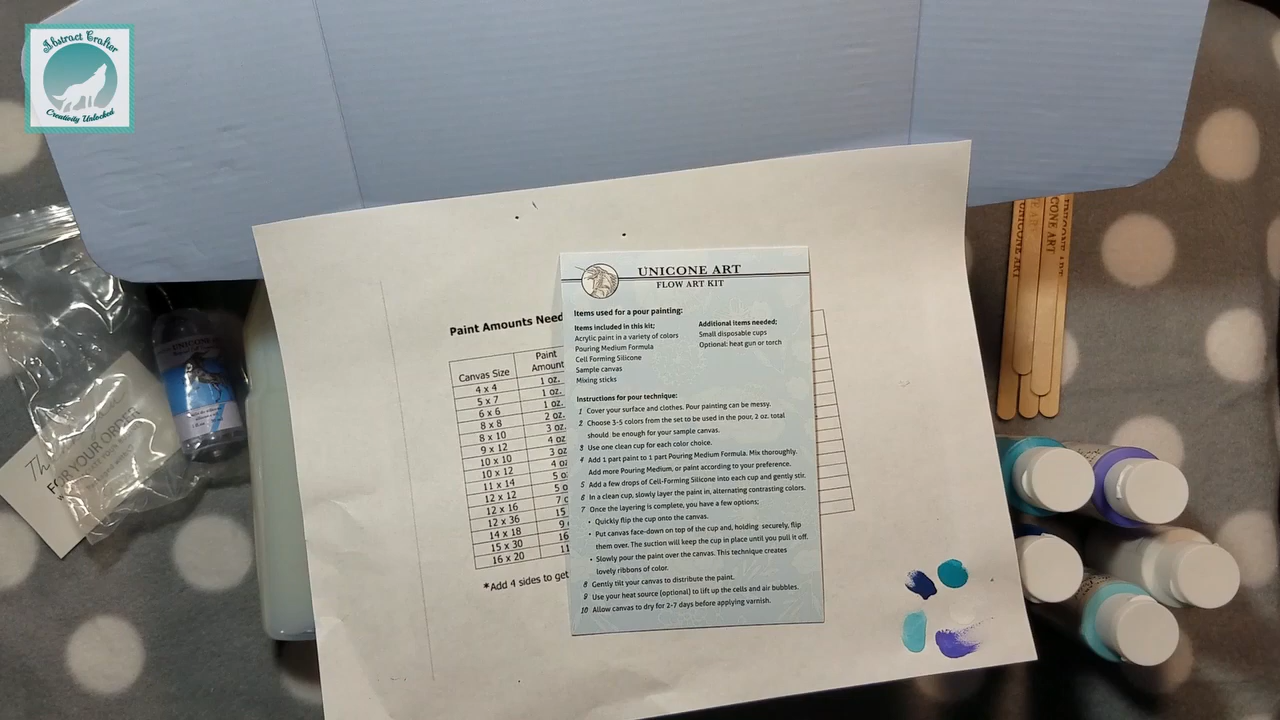 Abstract Crafter
Creativity Unlocked
UNICONE ART
FLOW ART KIT
Items used for a pour painting:
Items included in this kit;
Acrylic paint in a variety of colors
Pouring Medium Formula
Cell Forming Silicone
Sample canvas
Mixing sticks
Additional items needed;
Small disposable cups
Optional: heat gun or torch
Instructions for pour technique:
1 Cover your surface and clothes. Pour painting can be messy.
2 Choose 3-5 colors from the set to be used in the pour, 2 oz. total
should be enough for your sample canvas.
3 Use one clean cup for each color choice.
4 Add 1 part paint to 1 part Pouring Medium Formula. Mix thoroughly.
Add more Pouring Medium, or paint according to your preference.
5 Add a few drops of Cell-Forming Silicone into each cup and gently stir.
6 In a clean cup, slowly layer the paint in, alternating contrasting colors.
7 Once the layering is complete, you have a few options;
• Quickly flip the cup onto the canvas.
• Put canvas face-down on top of the cup and, holding securely, flip
them over. The suction will keep the cup in place until you pull it off.
• Slowly pour the paint over the canvas. This technique creates
lovely ribbons of color.
8 Gently tilt your canvas to distribute the paint.
9 Use your heat source (optional) to lift up the cells and air bubbles.
10 Allow canvas to dry for 2-7 days before applying varnish.
Paint Amounts Need
Canvas Size Paint Amount
4 x 4 1 oz.
5 x 7 1 oz.
6 x 6 1 oz.
8 x 8 2 oz.
8 x 10 3 oz.
9 x 12 4 oz
10 x 10 3 oz
10 x 12 4 oz
11 x 14 5 o
12 x 12 5 o
12 x 16 7
12 x 36 15
14 x 18 9
15 x 30 16
16 x 20 11
*Add 4 sides to get
FOR YOUR ORDER
UNICONE ART
UNICONE ART
CONE ART